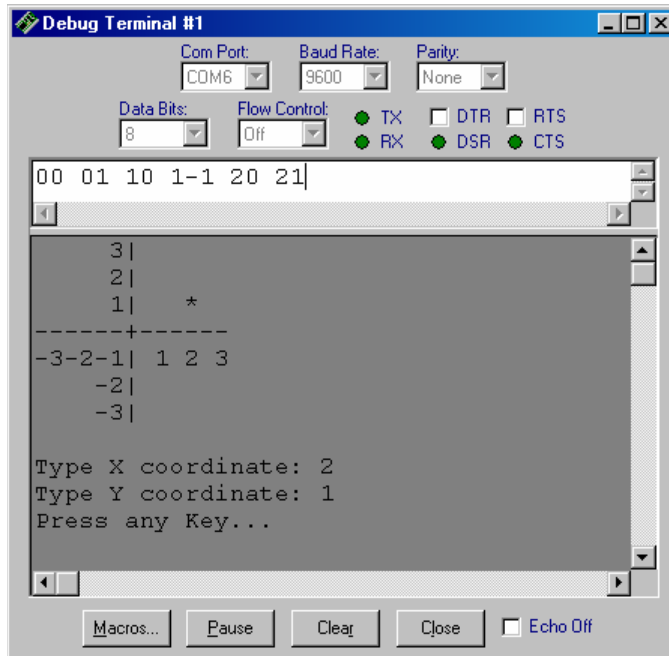 Debug Terminal #1
Com Port: Baud Rate: Parity:
COM6 9600 None
Data Bits: Flow Control: TX DTR RTS
8 Off RX DSR CTS
00 01 10 1-1 20 21
3|
2|
1| *
------+------
-3-2-1| 1 2 3
-2|
-3|
Type X coordinate: 2
Type Y coordinate: 1
Press any Key...
Macros... Pause Clear Close Echo Off